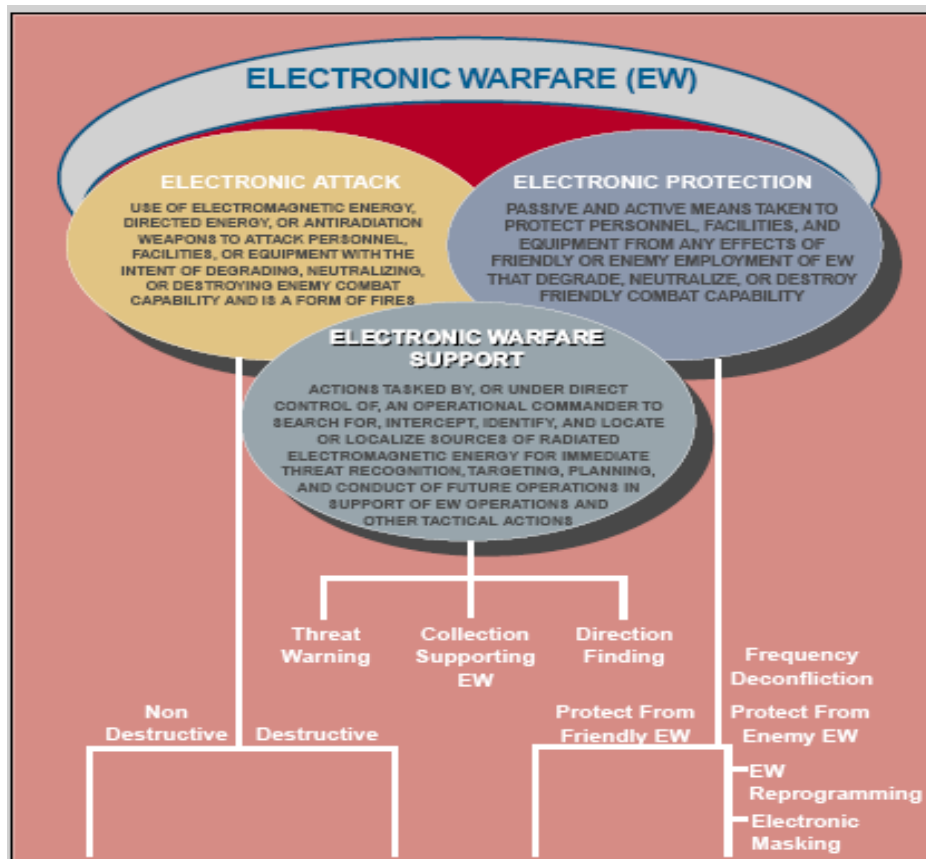 ELECTRONIC WARFARE (EW)
ELECTRONIC ATTACK
USE OF ELECTROMAGNETIC ENERGY,
DIRECTED ENERGY, OR ANTIRADIATION
WEAPONS TO ATTACK PERSONNEL,
FACILITIES, OR EQUIPMENT WITH THE
INTENT OF DEGRADING, NEUTRALIZING,
OR DESTROYING ENEMY COMBAT
CAPABILITY AND IS A FORM OF FIRES
ELECTRONIC PROTECTION
PASSIVE AND ACTIVE MEANS TAKEN TO
PROTECT PERSONNEL, FACILITIES, AND
EQUIPMENT FROM ANY EFFECTS OF
FRIENDLY OR ENEMY EMPLOYMENT OF EW
THAT DEGRADE, NEUTRALIZE, OR DESTROY
FRIENDLY COMBAT CAPABILITY
ELECTRONIC WARFARE
SUPPORT
ACTIONS TASKED BY, OR UNDER DIRECT
CONTROL OF, AN OPERATIONAL COMMANDER TO
SEARCH FOR, INTERCEPT, IDENTIFY, AND LOCATE
OR LOCALIZE SOURCES OF RADIATED
ELECTROMAGNETIC ENERGY FOR IMMEDIATE
THREAT RECOGNITION, TARGETING, PLANNING,
AND CONDUCT OF FUTURE OPERATIONS IN
SUPPORT OF EW OPERATIONS AND
OTHER TACTICAL ACTIONS
Threat
Warning
Collection
Supporting
EW
Direction
Finding
Frequency
Deconfliction
Non
Destructive
Destructive
Protect From
Friendly EW
Protect From
Enemy EW
EW
Reprogramming
Electronic
Masking